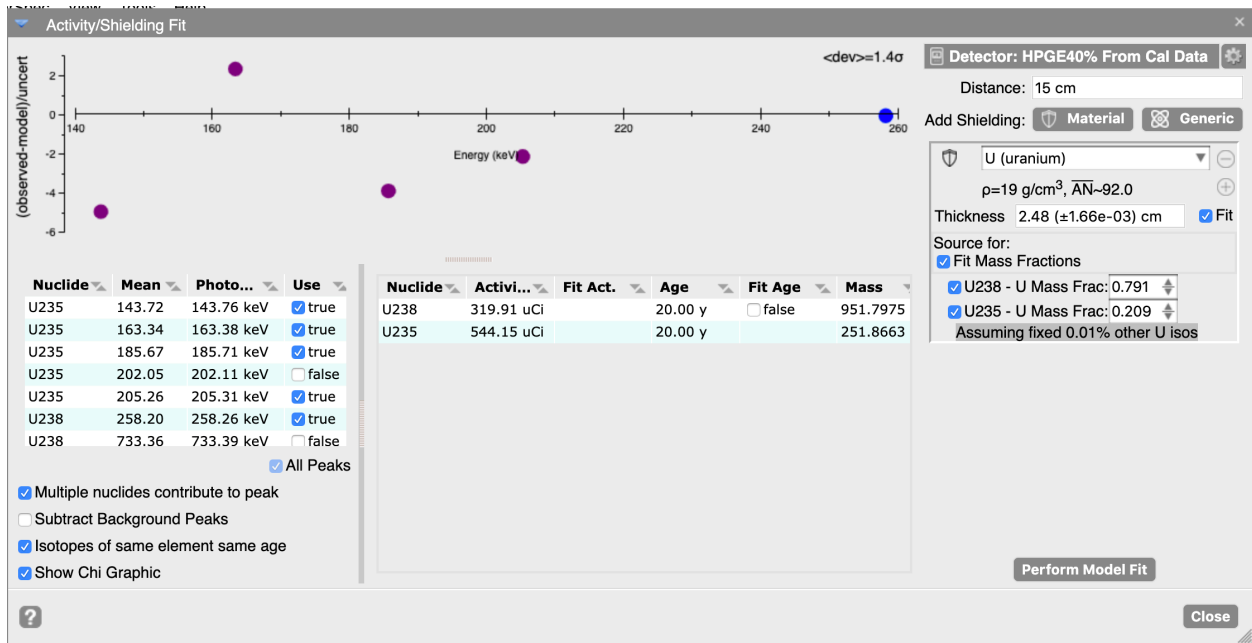 Activity/Shielding Fit
×
<dev>=1.4σ
(observed-model)/uncert
2
0
-2
-4
-6
140 160 180 200 220 240 260
Energy (keV)
Detector: HPGE40% From Cal Data
Distance: 15 cm
Add Shielding: Material Generic
U (uranium)
ρ=19 g/cm3, AN~92.0
Thickness 2.48 (±1.66e-03) cm Fit
Source for:
Fit Mass Fractions
U238 - U Mass Frac: 0.791
U235 - U Mass Frac: 0.209
Assuming fixed 0.01% other U isos
Nuclide Mean Photo... Use
U235 143.72 143.76 keV true
U235 163.34 163.38 keV true
U235 185.67 185.71 keV true
U235 202.05 202.11 keV false
U235 205.26 205.31 keV true
U238 258.20 258.26 keV true
U238 733.36 733.39 keV false
All Peaks
Multiple nuclides contribute to peak
Subtract Background Peaks
Isotopes of same element same age
Show Chi Graphic
Nuclide Activi... Fit Act. Age Fit Age Mass
U238 319.91 uCi 20.00 y false 951.7975
U235 544.15 uCi 20.00 y 251.8663
Perform Model Fit
?
Close